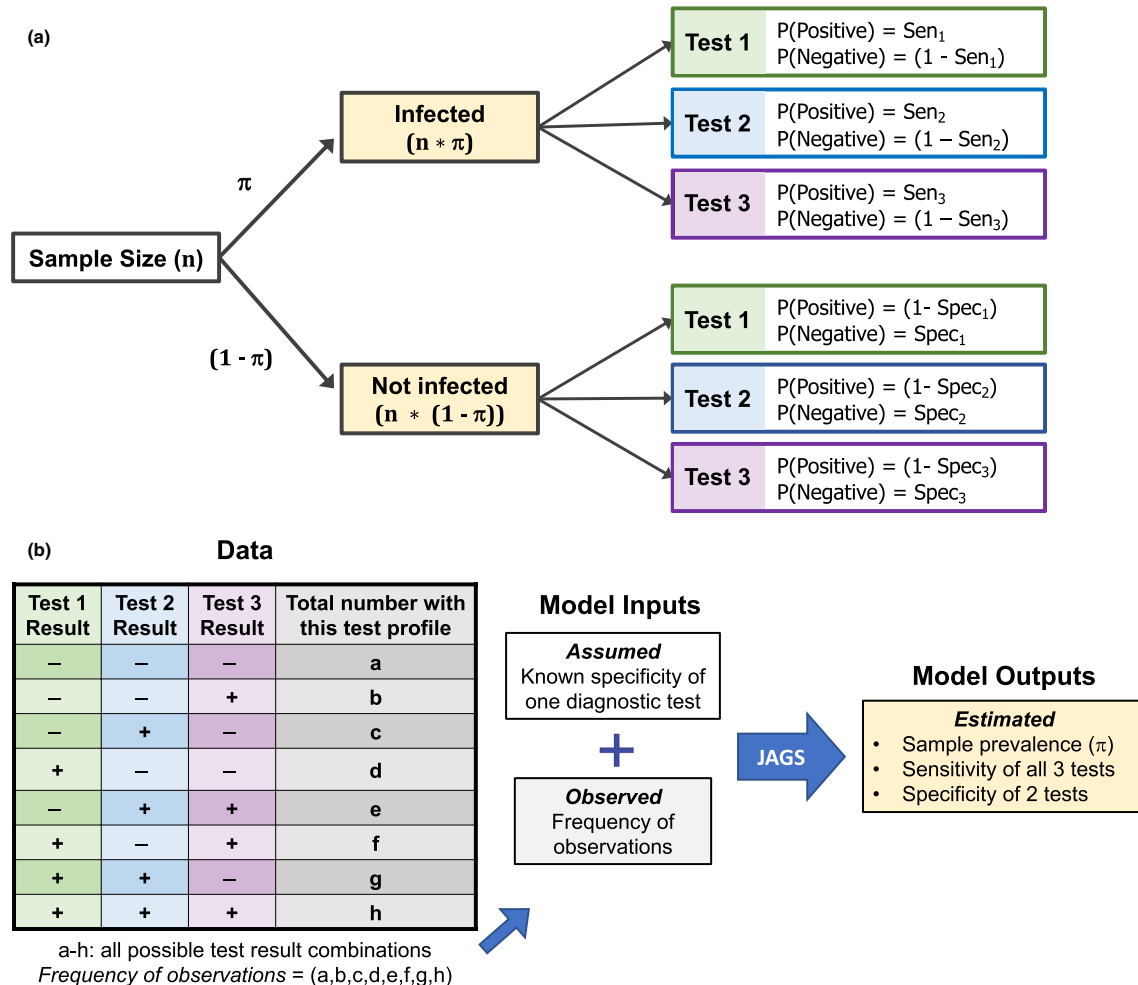 (a)
Sample Size (n)
π
(1 - π)
Infected
(n * π)
Not infected
(n * (1 - π))
Test 1
P(Positive) = Sen₁
P(Negative) = (1 - Sen₁)
Test 2
P(Positive) = Sen₂
P(Negative) = (1 – Sen₂)
Test 3
P(Positive) = Sen₃
P(Negative) = (1 – Sen₃)
Test 1
P(Positive) = (1- Spec₁)
P(Negative) = Spec₁
Test 2
P(Positive) = (1- Spec₂)
P(Negative) = Spec₂
Test 3
P(Positive) = (1- Spec₃)
P(Negative) = Spec₃
(b)
Data
Test 1 Result Test 2 Result Test 3 Result Total number with this test profile
– – – a
– – + b
– + – c
+ – – d
– + + e
+ – + f
+ + – g
+ + + h
a-h: all possible test result combinations
Frequency of observations = (a,b,c,d,e,f,g,h)
Model Inputs
Assumed
Known specificity of
one diagnostic test
+
Observed
Frequency of
observations
JAGS
Model Outputs
Estimated
• Sample prevalence (π)
• Sensitivity of all 3 tests
• Specificity of 2 tests